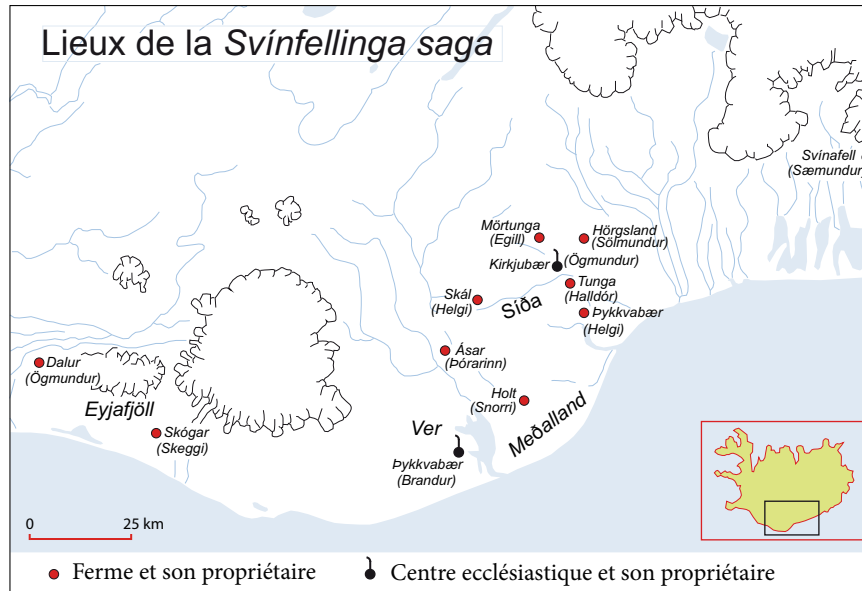 Lieux de la Svínfellinga saga
Svínafell
(Sæmundur)
Mörtunga
(Egill)
Hörgsland
(Sölmundur)
Kirkjubær
(Ögmundur)
Tunga
(Halldór)
Skál
(Helgi)
Síða
Þykkvabær
(Helgi)
Ásar
(Þórarinn)
Dalur
(Ögmundur)
Holt
(Snorri)
Eyjafjöll
Meðalland
Skógar
(Skeggi)
Ver
Þykkvabær
(Brandur)
0 25 km
Ferme et son propriétaire
Centre ecclésiastique et son propriétaire